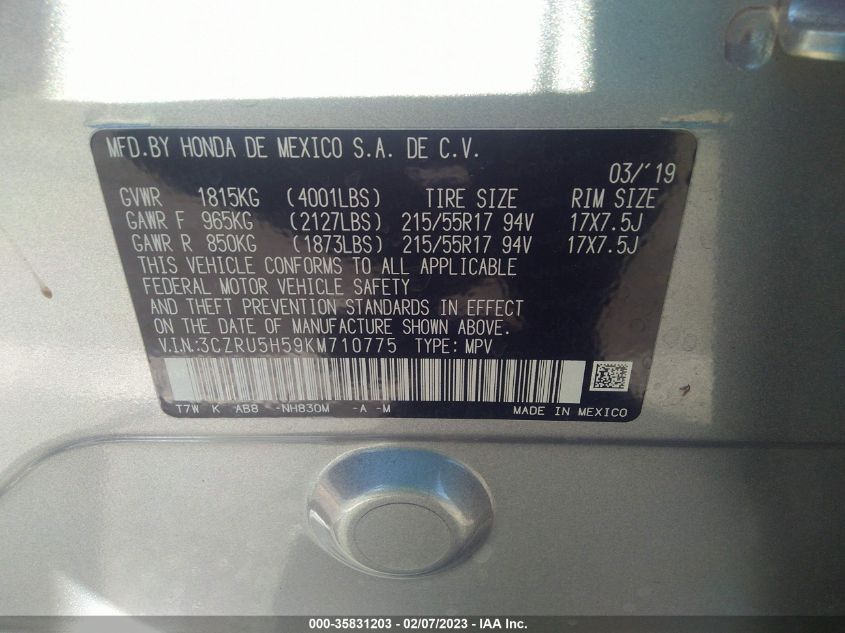 MFD.BY HONDA DE MEXICO S.A. DE C.V.
03/'19
GVWR 1815KG (4001LBS) TIRE SIZE RIM SIZE
GAWR F 965KG (2127LBS) 215/55R17 94V 17X7.5J
GAWR R 850KG (1873LBS) 215/55R17 94V 17X7.5J
THIS VEHICLE CONFORMS TO ALL APPLICABLE
FEDERAL MOTOR VEHICLE SAFETY
AND THEFT PREVENTION STANDARDS IN EFFECT
ON THE DATE OF MANUFACTURE SHOWN ABOVE.
V.I.N:3CZRU5H59KM710775 TYPE: MPV
T7W K AB8 -NH830M -A -M MADE IN MEXICO
000-35831203 - 02/07/2023 - IAA Inc.